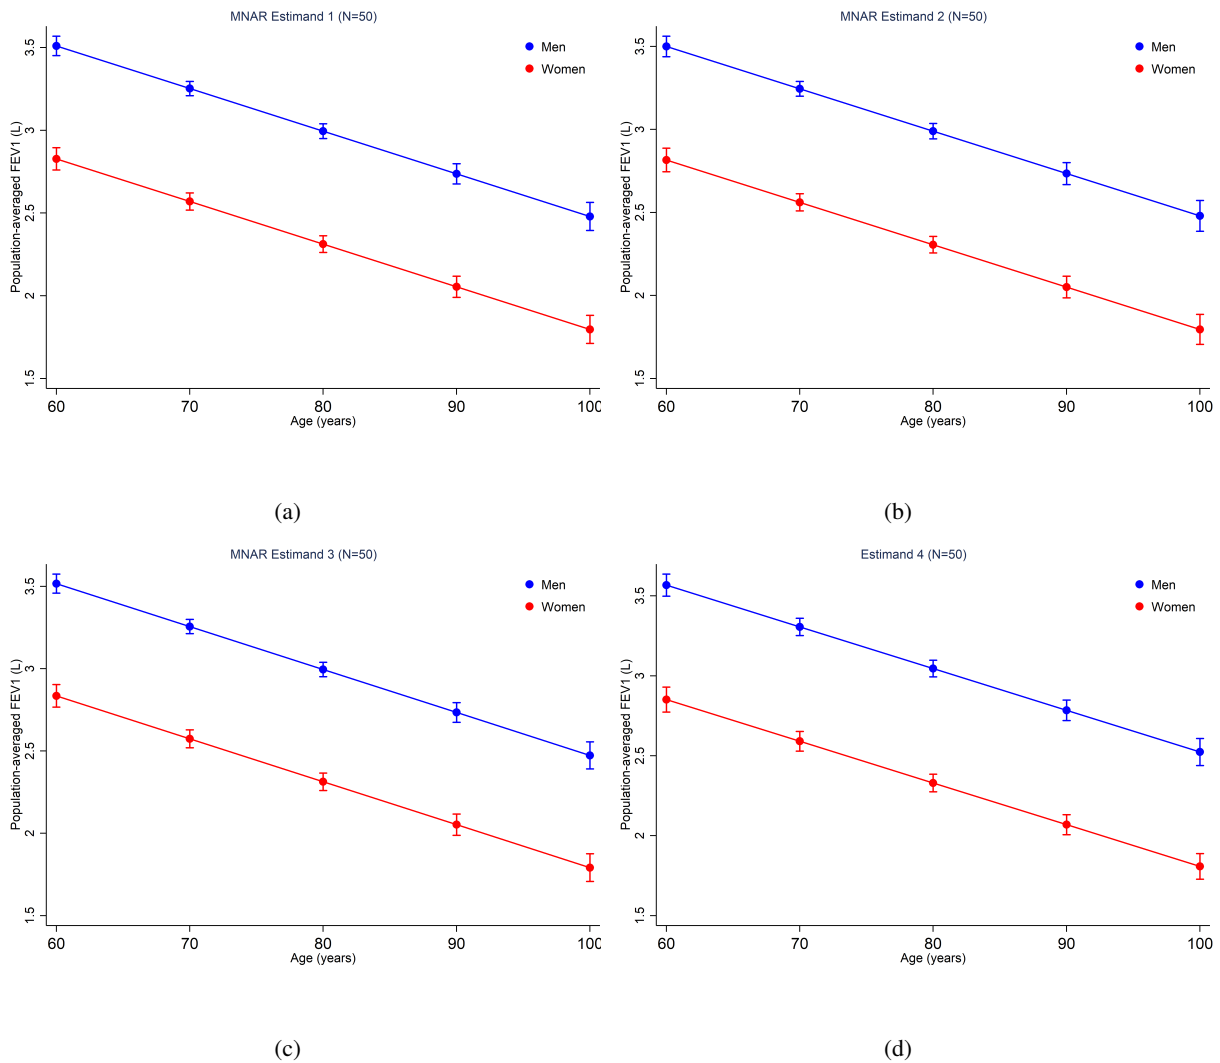 MNAR Estimand 1 (N=50)
Men
Women
Population-averaged FEV1 (L)
3.5
3
2.5
2
1.5
60 70 80 90 100
Age (years)
(a)
MNAR Estimand 2 (N=50)
Men
Women
Population-averaged FEV1 (L)
3.5
3
2.5
2
1.5
60 70 80 90 100
Age (years)
(b)
MNAR Estimand 3 (N=50)
Men
Women
Population-averaged FEV1 (L)
3.5
3
2.5
2
1.5
60 70 80 90 100
Age (years)
(c)
Estimand 4 (N=50)
Men
Women
Population-averaged FEV1 (L)
3.5
3
2.5
2
1.5
60 70 80 90 100
Age (years)
(d)